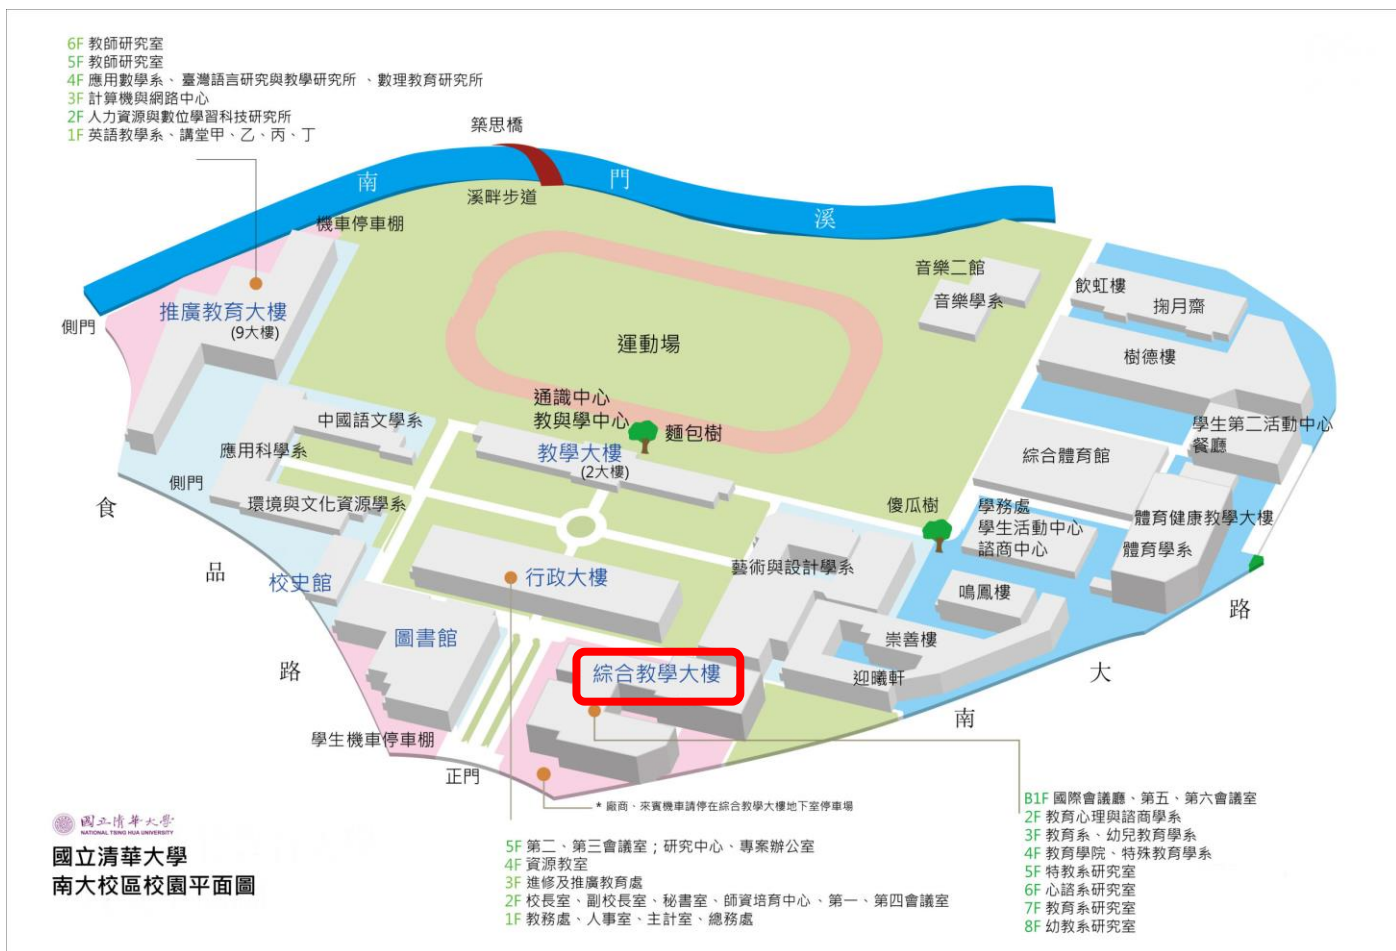 6F 教師研究室
5F 教師研究室
4F 應用數學系、臺灣語言研究與教學研究所 、數理教育研究所
3F 計算機與網路中心
2F 人力資源與數位學習科技研究所
1F 英語教學系、講堂甲、乙、丙、丁
築思橋
南 門 溪
溪畔步道
機車停車棚
推廣教育大樓
(9大樓)
側門
音樂二館
音樂學系
飲虹樓
掬月齋
樹德樓
運動場
通識中心
教與學中心
麵包樹
教學大樓
(2大樓)
中國語文學系
應用科學系
側門
環境與文化資源學系
學生第二活動中心
餐廳
綜合體育館
傻瓜樹
學務處
學生活動中心
諮商中心
體育健康教學大樓
體育學系
食 品 路
校史館
行政大樓
藝術與設計學系
鳴鳳樓
圖書館
綜合教學大樓
崇善樓
迎曦軒
南 大 路
學生機車停車棚
正門
* 廠商、來賓機車請停在綜合教學大樓地下室停車場
B1F 國際會議廳、第五、第六會議室
2F 教育心理與諮商學系
3F 教育系、幼兒教育學系
4F 教育學院、特殊教育學系
5F 特教系研究室
6F 心諮系研究室
7F 教育系研究室
8F 幼教系研究室
5F 第二、第三會議室；研究中心、專案辦公室
4F 資源教室
3F 進修及推廣教育處
2F 校長室、副校長室、秘書室、師資培育中心、第一、第四會議室
1F 教務處、人事室、主計室、總務處
國立清華大學
NATIONAL TSING HUA UNIVERSITY
國立清華大學
南大校區校園平面圖